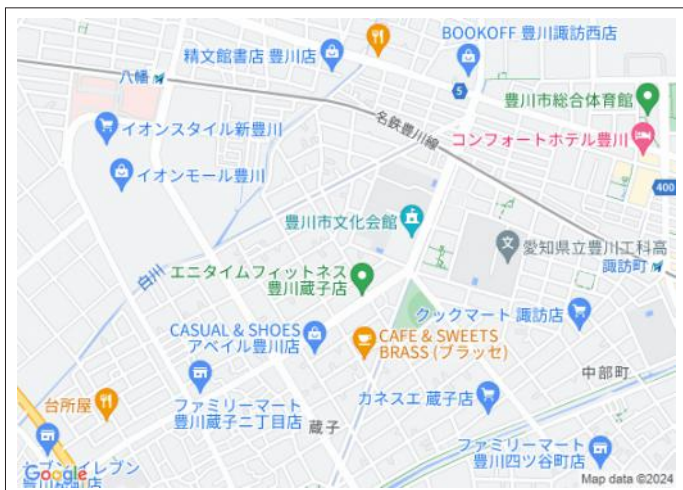 BOOKOFF 豊川諏訪西店
精文館書店 豊川店
八幡
5
豊川市総合体育館
名鉄豊川線
イオンスタイル新豊川
コンフォートホテル豊川
イオンモール豊川
400
豊川市文化会館
愛知県立豊川工科高
諏訪町
白川
エニタイムフィットネス
豊川蔵子店
クックマート 諏訪店
CASUAL & SHOES
アベイル豊川店
CAFE & SWEETS
BRASS (ブラッセ)
中部町
台所屋
ファミリーマート
豊川蔵子二丁目店
カネスエ 蔵子店
蔵子
ファミリーマート
豊川四ツ谷町店
Google
Map data ©2024